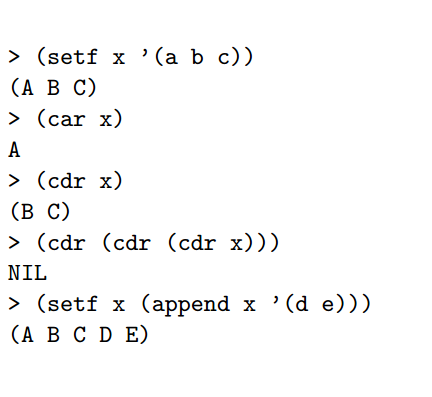 > (setf x ’(a b c))
(A B C)
> (car x)
A
> (cdr x)
(B C)
> (cdr (cdr (cdr x)))
NIL
> (setf x (append x ’(d e)))
(A B C D E)